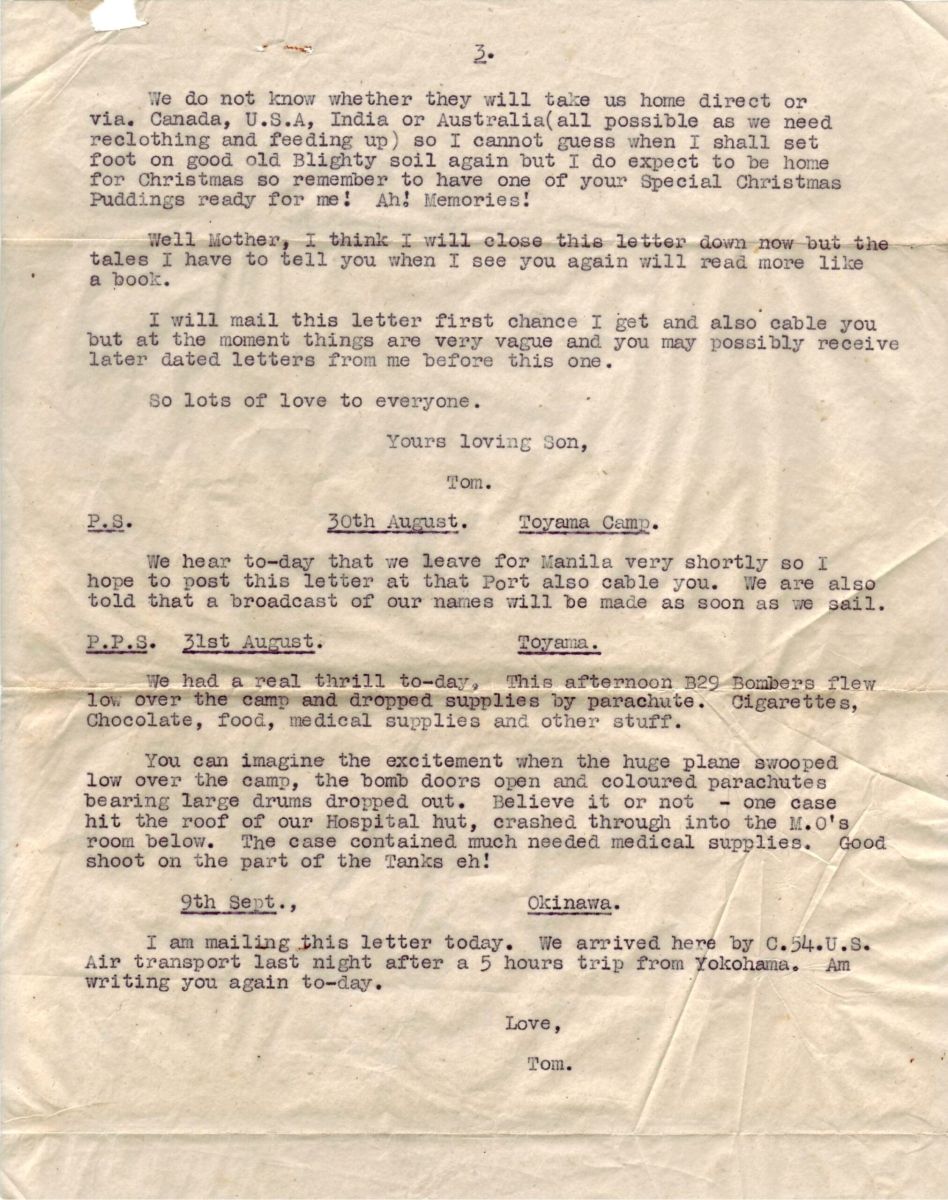 3.
We do not know whether they will take us home direct or
via. Canada, U.S.A, India or Australia(all possible as we need
reclothing and feeding up) so I cannot guess when I shall set
foot on good old Blighty soil again but I do expect to be home
for Christmas so remember to have one of your Special Christmas
Puddings ready for me! Ah! Memories!
Well Mother, I think I will close this letter down now but the
tales I have to tell you when I see you again will read more like
a book.
I will mail this letter first chance I get and also cable you
but at the moment things are very vague and you may possibly receive
later dated letters from me before this one.
So lots of love to everyone.
Yours loving Son,
Tom.
P.S. 30th August. Toyama Camp.
We hear to-day that we leave for Manila very shortly so I
hope to post this letter at that Port also cable you. We are also
told that a broadcast of our names will be made as soon as we sail.
P.P.S. 31st August. Toyama.
We had a real thrill to-day. This afternoon B29 Bombers flew
low over the camp and dropped supplies by parachute. Cigarettes,
Chocolate, food, medical supplies and other stuff.
You can imagine the excitement when the huge plane swooped
low over the camp, the bomb doors open and coloured parachutes
bearing large drums dropped out. Believe it or not - one case
hit the roof of our Hospital hut, crashed through into the M.O's
room below. The case contained much needed medical supplies. Good
shoot on the part of the Tanks eh!
9th Sept., Okinawa.
I am mailing this letter today. We arrived here by C.54.U.S.
Air transport last night after a 5 hours trip from Yokohama. Am
writing you again to-day.
Love,
Tom.